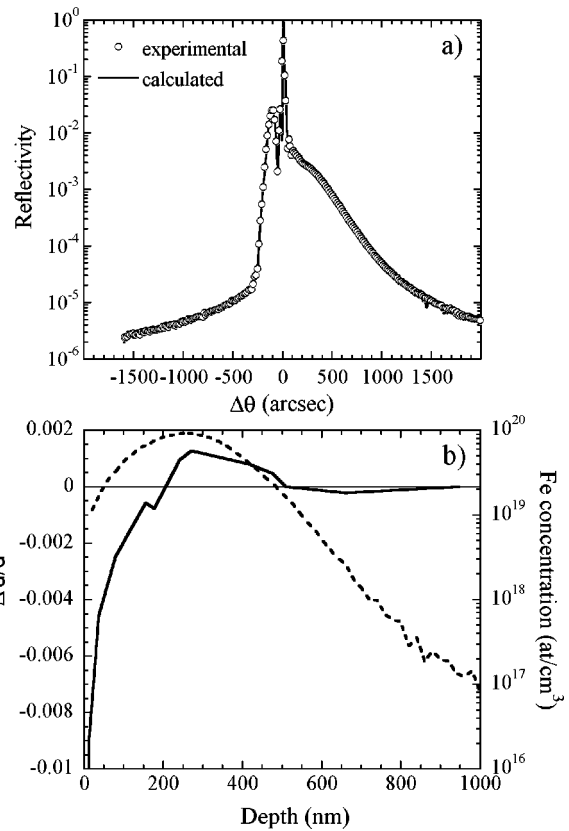 10^0
a)
experimental
calculated
10^-1
10^-2
10^-3
10^-4
10^-5
10^-6
Reflectivity
-1500 -1000 -500 0 500 1000 1500
Δθ (arcsec)
b)
0.002
0
-0.002
-0.004
-0.006
-0.008
-0.01
10^20
10^19
10^18
10^17
10^16
Fe concentration (at/cm^3)
0 200 400 600 800 1000
Depth (nm)